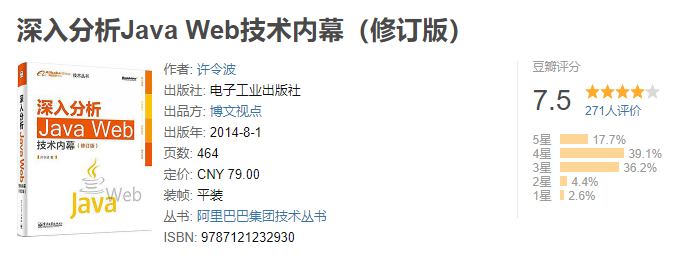 深入分析Java Web技术内幕（修订版）
技术丛书
深入分析
Java Web
技术内幕（修订版）
Java Web
深入分析 Java Web
作者: 许令波
出版社: 电子工业出版社
出品方: 博文视点
出版年: 2014-8-1
页数: 464
定价: CNY 79.00
装帧: 平装
丛书: 阿里巴巴集团技术丛书
ISBN: 9787121232930
豆瓣评分
7.5
271人评价
5星 17.7%
4星 39.1%
3星 36.2%
2星 4.4%
1星 2.6%